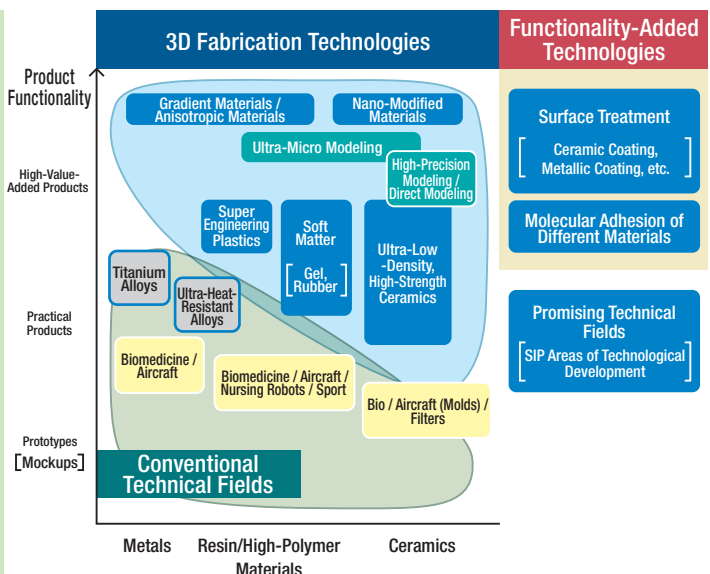 3D Fabrication Technologies
Functionality-Added
Technologies
Product
Functionality
High-Value-
Added Products
Practical
Products
Prototypes
[Mockups]
Gradient Materials /
Anisotropic Materials
Nano-Modified
Materials
Ultra-Micro Modeling
High-Precision
Modeling /
Direct Modeling
Super
Engineering
Plastics
Soft
Matter
[Gel,
Rubber]
Ultra-Low
-Density,
High-Strength
Ceramics
Titanium
Alloys
Ultra-Heat-
Resistant
Alloys
Biomedicine /
Aircraft
Biomedicine / Aircraft /
Nursing Robots / Sport
Bio / Aircraft (Molds) /
Filters
Conventional
Technical Fields
Metals
Resin/High-Polymer
Materials
Ceramics
Surface Treatment
[Ceramic Coating,
Metallic Coating, etc.]
Molecular Adhesion of
Different Materials
Promising Technical
Fields
[SIP Areas of Technological
Development]